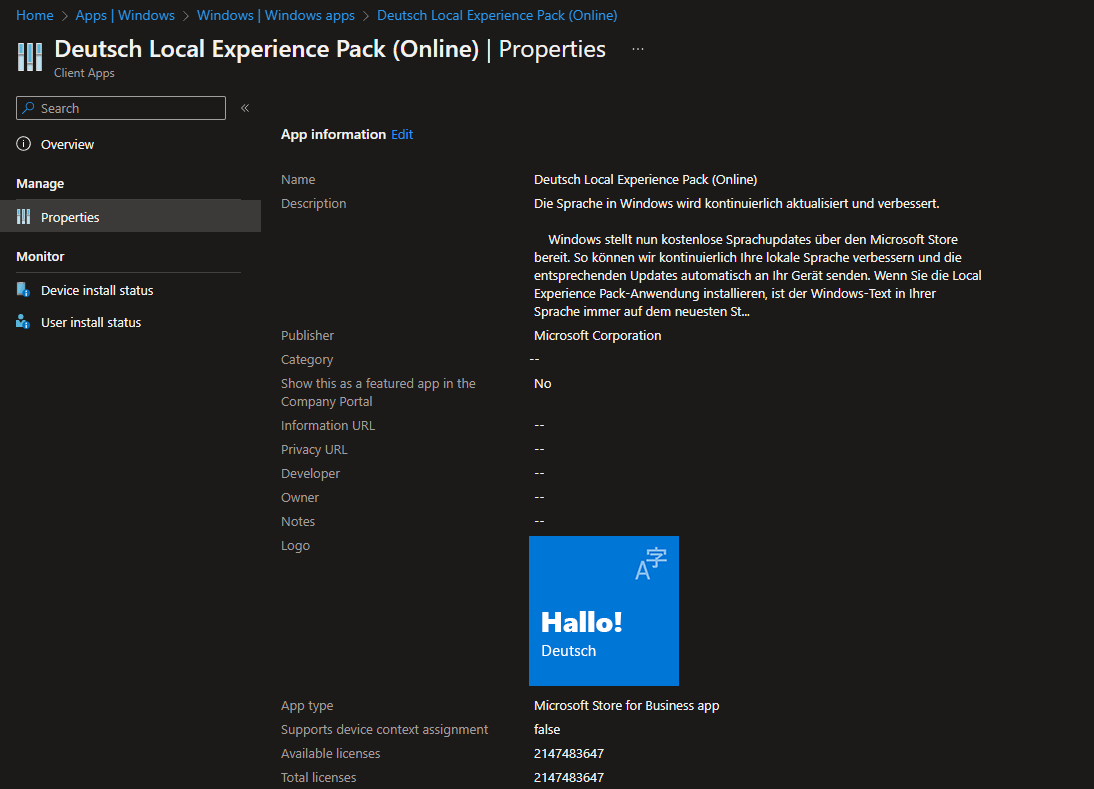 Home > Apps | Windows > Windows | Windows apps > Deutsch Local Experience Pack (Online)
Deutsch Local Experience Pack (Online) | Properties ...
Client Apps
Search «
Overview
Manage
Properties
Monitor
Device install status
User install status
App information Edit
Name Deutsch Local Experience Pack (Online)
Description Die Sprache in Windows wird kontinuierlich aktualisiert und verbessert.
Windows stellt nun kostenlose Sprachupdates über den Microsoft Store
bereit. So können wir kontinuierlich Ihre lokale Sprache verbessern und die
entsprechenden Updates automatisch an Ihr Gerät senden. Wenn Sie die Local
Experience Pack-Anwendung installieren, ist der Windows-Text in Ihrer
Sprache immer auf dem neuesten St...
Publisher Microsoft Corporation
Category --
Show this as a featured app in the No
Company Portal
Information URL --
Privacy URL --
Developer --
Owner --
Notes --
Logo
A字
Hallo!
Deutsch
App type Microsoft Store for Business app
Supports device context assignment false
Available licenses 2147483647
Total licenses 2147483647